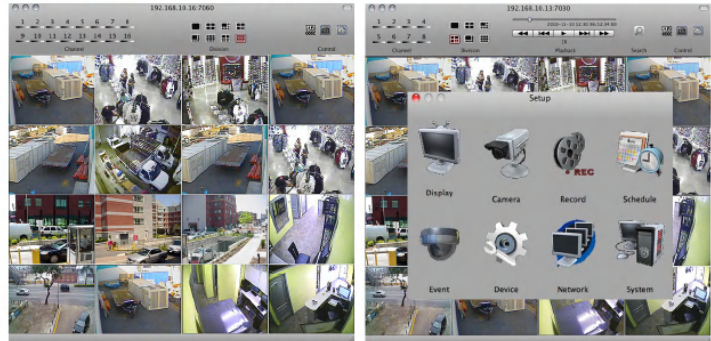 192.168.10.16:7060
1 2 3 4 5 6 7 8
9 10 11 12 13 14 15 16
Channel Division Control
192.168.10.13:7030
1 2 3 4
5 6 7 8
Channel Division Playback Search Control
Setup
Display Camera Record Schedule
REC
Event Device Network System